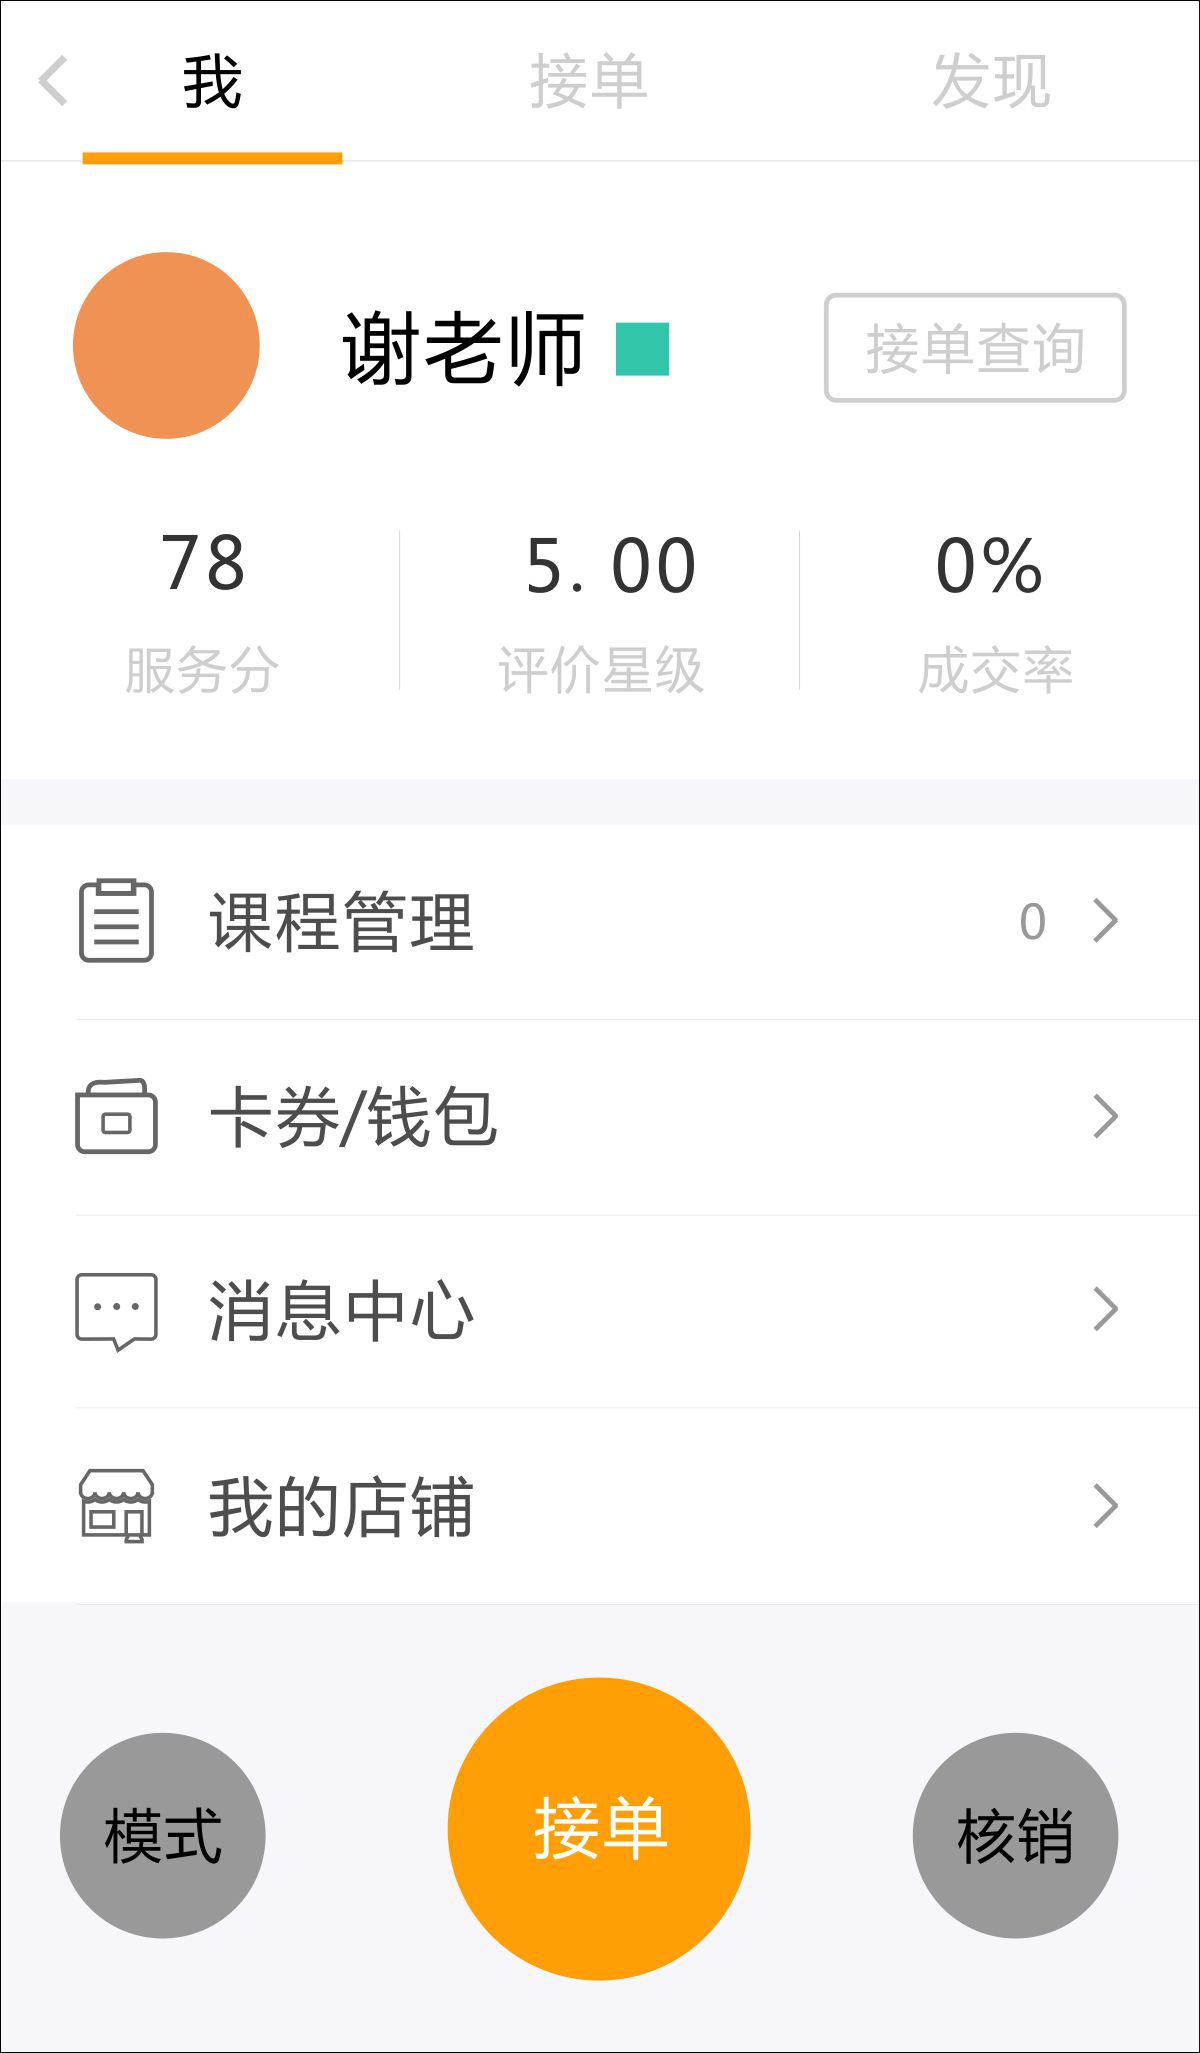 我 接单 发现
谢老师 接单查询
78 5.00 0%
服务分 评价星级 成交率
课程管理 0
卡券/钱包
消息中心
我的店铺
模式 接单 核销